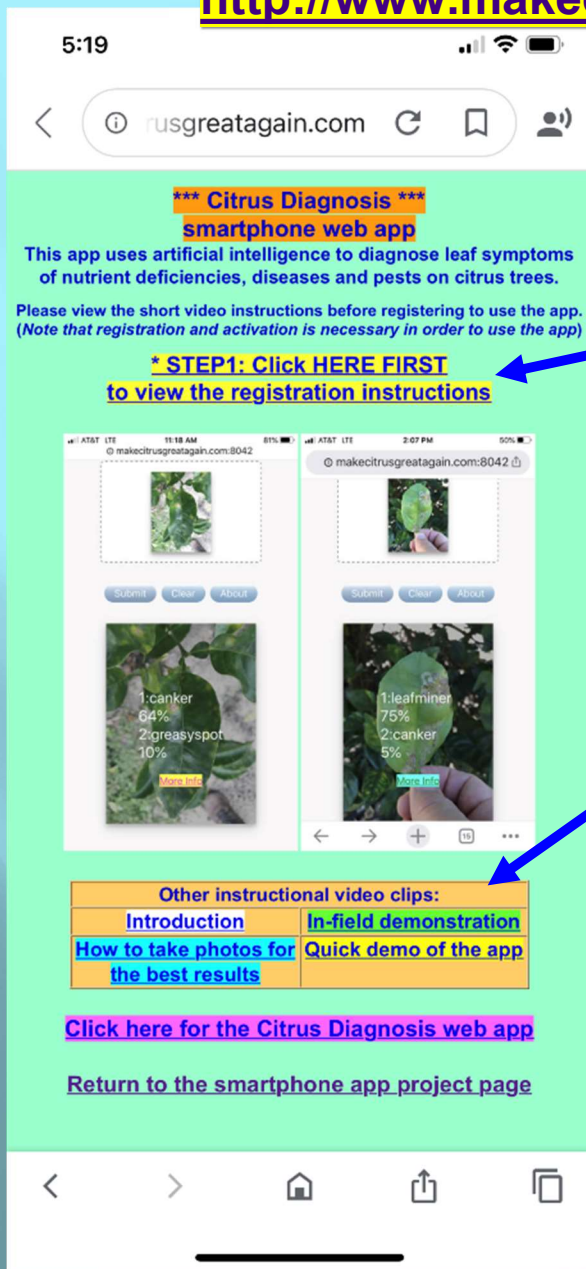 http://www.makec
5:19
rusgreatagain.com
*** Citrus Diagnosis ***
smartphone web app
This app uses artificial intelligence to diagnose leaf symptoms
of nutrient deficiencies, diseases and pests on citrus trees.
Please view the short video instructions before registering to use the app.
(Note that registration and activation is necessary in order to use the app)
* STEP1: Click HERE FIRST
to view the registration instructions
AT&T LTE 11:18 AM 81%
makecitrusgreatagain.com:8042
Submit Clear About
1:canker
64%
2:greasyspot
10%
More Info
AT&T LTE 2:07 PM 50%
makecitrusgreatagain.com:8042
Submit Clear About
1:leafminer
75%
2:canker
5%
More Info
15
Other instructional video clips:
Introduction
In-field demonstration
How to take photos for
the best results
Quick demo of the app
Click here for the Citrus Diagnosis web app
Return to the smartphone app project page